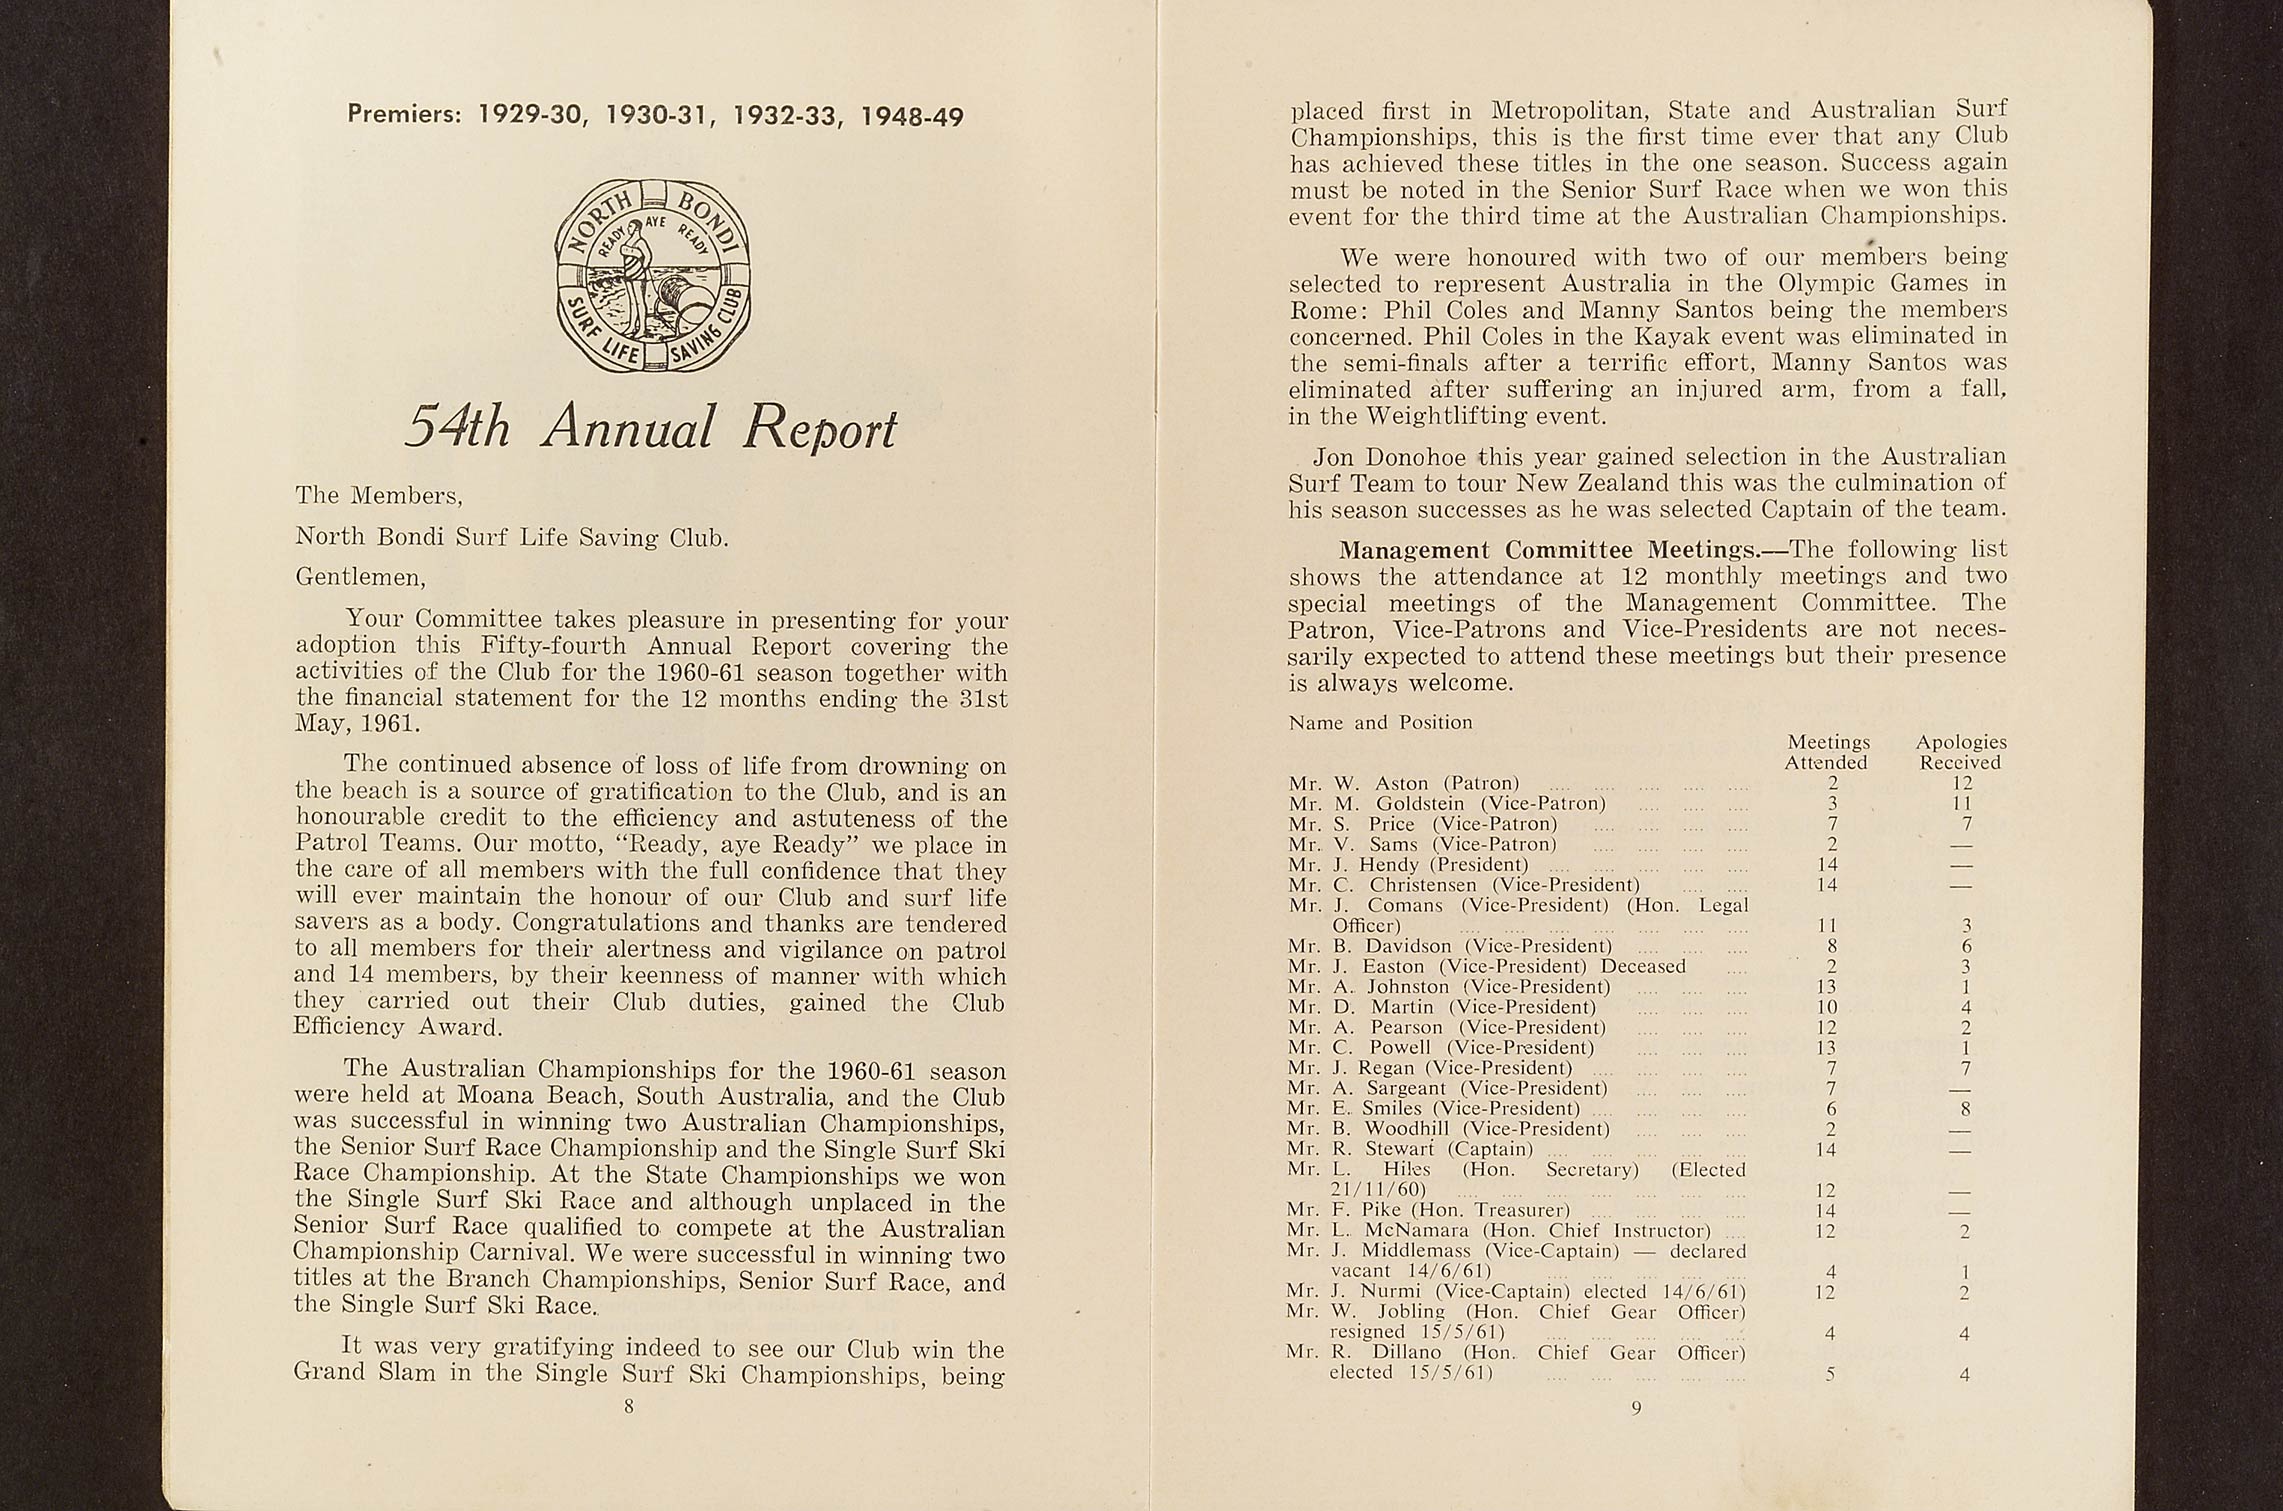 Premiers: 1929-30, 1930-31, 1932-33, 1948-49
NORTH BONDI
READY AYE READY
SURF LIFE SAVING CLUB
54th Annual Report
The Members,
North Bondi Surf Life Saving Club.
Gentlemen,
Your Committee takes pleasure in presenting for your
adoption this Fifty-fourth Annual Report covering the
activities of the Club for the 1960-61 season together with
the financial statement for the 12 months ending the 31st
May, 1961.
The continued absence of loss of life from drowning on
the beach is a source of gratification to the Club, and is an
honourable credit to the efficiency and astuteness of the
Patrol Teams. Our motto, “Ready, aye Ready” we place in
the care of all members with the full confidence that they
will ever maintain the honour of our Club and surf life
savers as a body. Congratulations and thanks are tendered
to all members for their alertness and vigilance on patrol
and 14 members, by their keenness of manner with which
they carried out their Club duties, gained the Club
Efficiency Award.
The Australian Championships for the 1960-61 season
were held at Moana Beach, South Australia, and the Club
was successful in winning two Australian Championships,
the Senior Surf Race Championship and the Single Surf Ski
Race Championship. At the State Championships we won
the Single Surf Ski Race and although unplaced in the
Senior Surf Race qualified to compete at the Australian
Championship Carnival. We were successful in winning two
titles at the Branch Championships, Senior Surf Race, and
the Single Surf Ski Race.
It was very gratifying indeed to see our Club win the
Grand Slam in the Single Surf Ski Championships, being
8
placed first in Metropolitan, State and Australian Surf
Championships, this is the first time ever that any Club
has achieved these titles in the one season. Success again
must be noted in the Senior Surf Race when we won this
event for the third time at the Australian Championships.
We were honoured with two of our members being
selected to represent Australia in the Olympic Games in
Rome: Phil Coles and Manny Santos being the members
concerned. Phil Coles in the Kayak event was eliminated in
the semi-finals after a terrific effort, Manny Santos was
eliminated after suffering an injured arm, from a fall,
in the Weightlifting event.
Jon Donohoe this year gained selection in the Australian
Surf Team to tour New Zealand this was the culmination of
his season successes as he was selected Captain of the team.
Management Committee Meetings.—The following list
shows the attendance at 12 monthly meetings and two
special meetings of the Management Committee. The
Patron, Vice-Patrons and Vice-Presidents are not neces-
sarily expected to attend these meetings but their presence
is always welcome.
Name and Position
Meetings Apologies
Attended Received
Mr. W. Aston (Patron) .... .... .... .... .... 2 12
Mr. M. Goldstein (Vice-Patron) .... .... .... 3 11
Mr. S. Price (Vice-Patron) .... .... .... .... 7 7
Mr. V. Sams (Vice-Patron) .... .... .... .... 2 —
Mr. J. Hendy (President) .... .... .... .... .... 14 —
Mr. C. Christensen (Vice-President) .... .... 14 —
Mr. J. Comans (Vice-President) (Hon. Legal
Officer) .... .... .... .... .... .... .... 11 3
Mr. B. Davidson (Vice-President) .... .... .... 8 6
Mr. J. Easton (Vice-President) Deceased .... 2 3
Mr. A. Johnston (Vice-President) .... .... .... 13 1
Mr. D. Martin (Vice-President) .... .... .... 10 4
Mr. A. Pearson (Vice-President) .... .... .... 12 2
Mr. C. Powell (Vice-President) .... .... .... 13 1
Mr. J. Regan (Vice-President) .... .... .... .... 7 7
Mr. A. Sargeant (Vice-President) .... .... .... 7 —
Mr. E. Smiles (Vice-President) .... .... .... .... 6 8
Mr. B. Woodhill (Vice-President) .... .... .... 2 —
Mr. R. Stewart (Captain) .... .... .... .... .... 14 —
Mr. L. Hiles (Hon. Secretary) (Elected
21/11/60) .... .... .... .... .... .... .... 12 —
Mr. F. Pike (Hon. Treasurer) .... .... .... .... 14 —
Mr. L. McNamara (Hon. Chief Instructor) .... 12 2
Mr. J. Middlemass (Vice-Captain) — declared
vacant 14/6/61) .... .... .... .... .... 4 1
Mr. J. Nurmi (Vice-Captain) elected 14/6/61) 12 2
Mr. W. Jobling (Hon. Chief Gear Officer)
resigned 15/5/61) .... .... .... .... .... 4 4
Mr. R. Dillano (Hon. Chief Gear Officer)
elected 15/5/61) .... .... .... .... .... 5 4
9